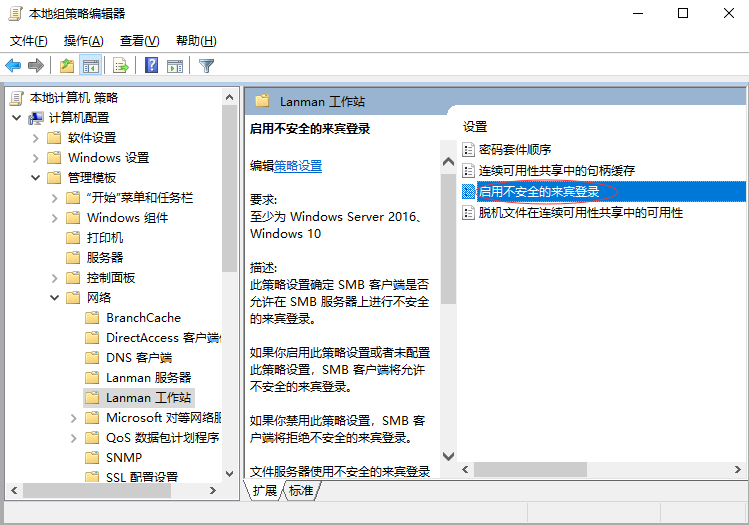 本地组策略编辑器
文件(F) 操作(A) 查看(V) 帮助(H)
本地计算机 策略
计算机配置
软件设置
Windows 设置
管理模板
“开始”菜单和任务栏
Windows 组件
打印机
服务器
控制面板
网络
BranchCache
DirectAccess 客户端
DNS 客户端
Lanman 服务器
Lanman 工作站
Microsoft 对等网络服
QoS 数据包计划程序
SNMP
SSL 配置设置
Lanman 工作站
启用不安全的来宾登录
编辑策略设置
要求:
至少为 Windows Server 2016、
Windows 10
描述:
此策略设置确定 SMB 客户端是否
允许在 SMB 服务器上进行不安全
的来宾登录。
如果你启用此策略设置或者未配置
此策略设置，SMB 客户端将允许
不安全的来宾登录。
如果你禁用此策略设置，SMB 客
户端将拒绝不安全的来宾登录。
文件服务器使用不安全的来宾登录
设置
密码套件顺序
连续可用性共享中的句柄缓存
启用不安全的来宾登录
脱机文件在连续可用性共享中的可用性
扩展 标准